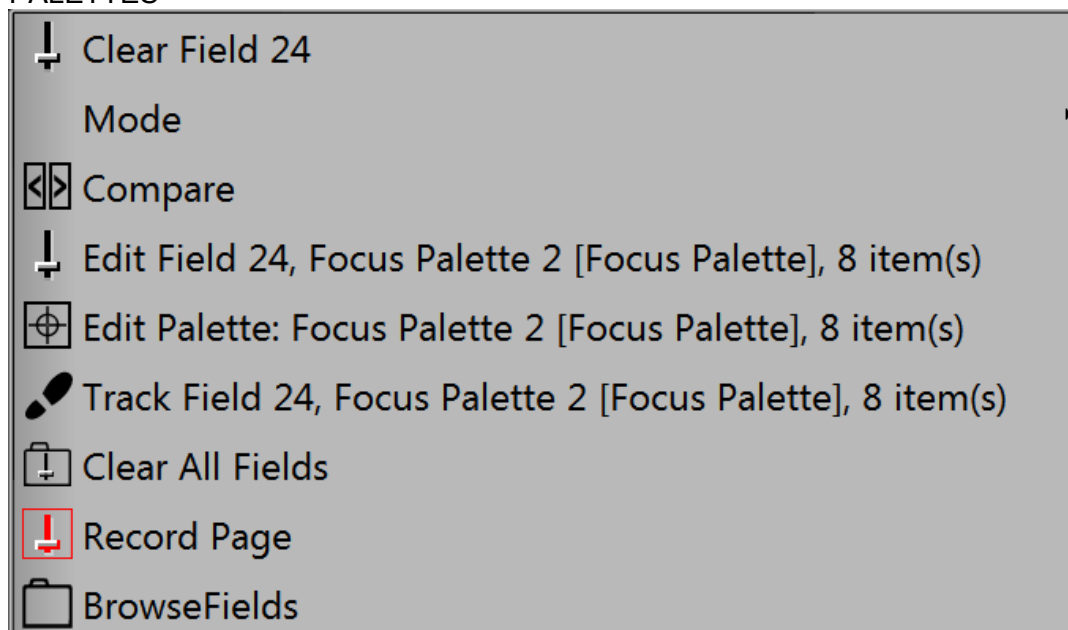 PALETTES
Clear Field 24
Mode
Compare
Edit Field 24, Focus Palette 2 [Focus Palette], 8 item(s)
Edit Palette: Focus Palette 2 [Focus Palette], 8 item(s)
Track Field 24, Focus Palette 2 [Focus Palette], 8 item(s)
Clear All Fields
Record Page
BrowseFields